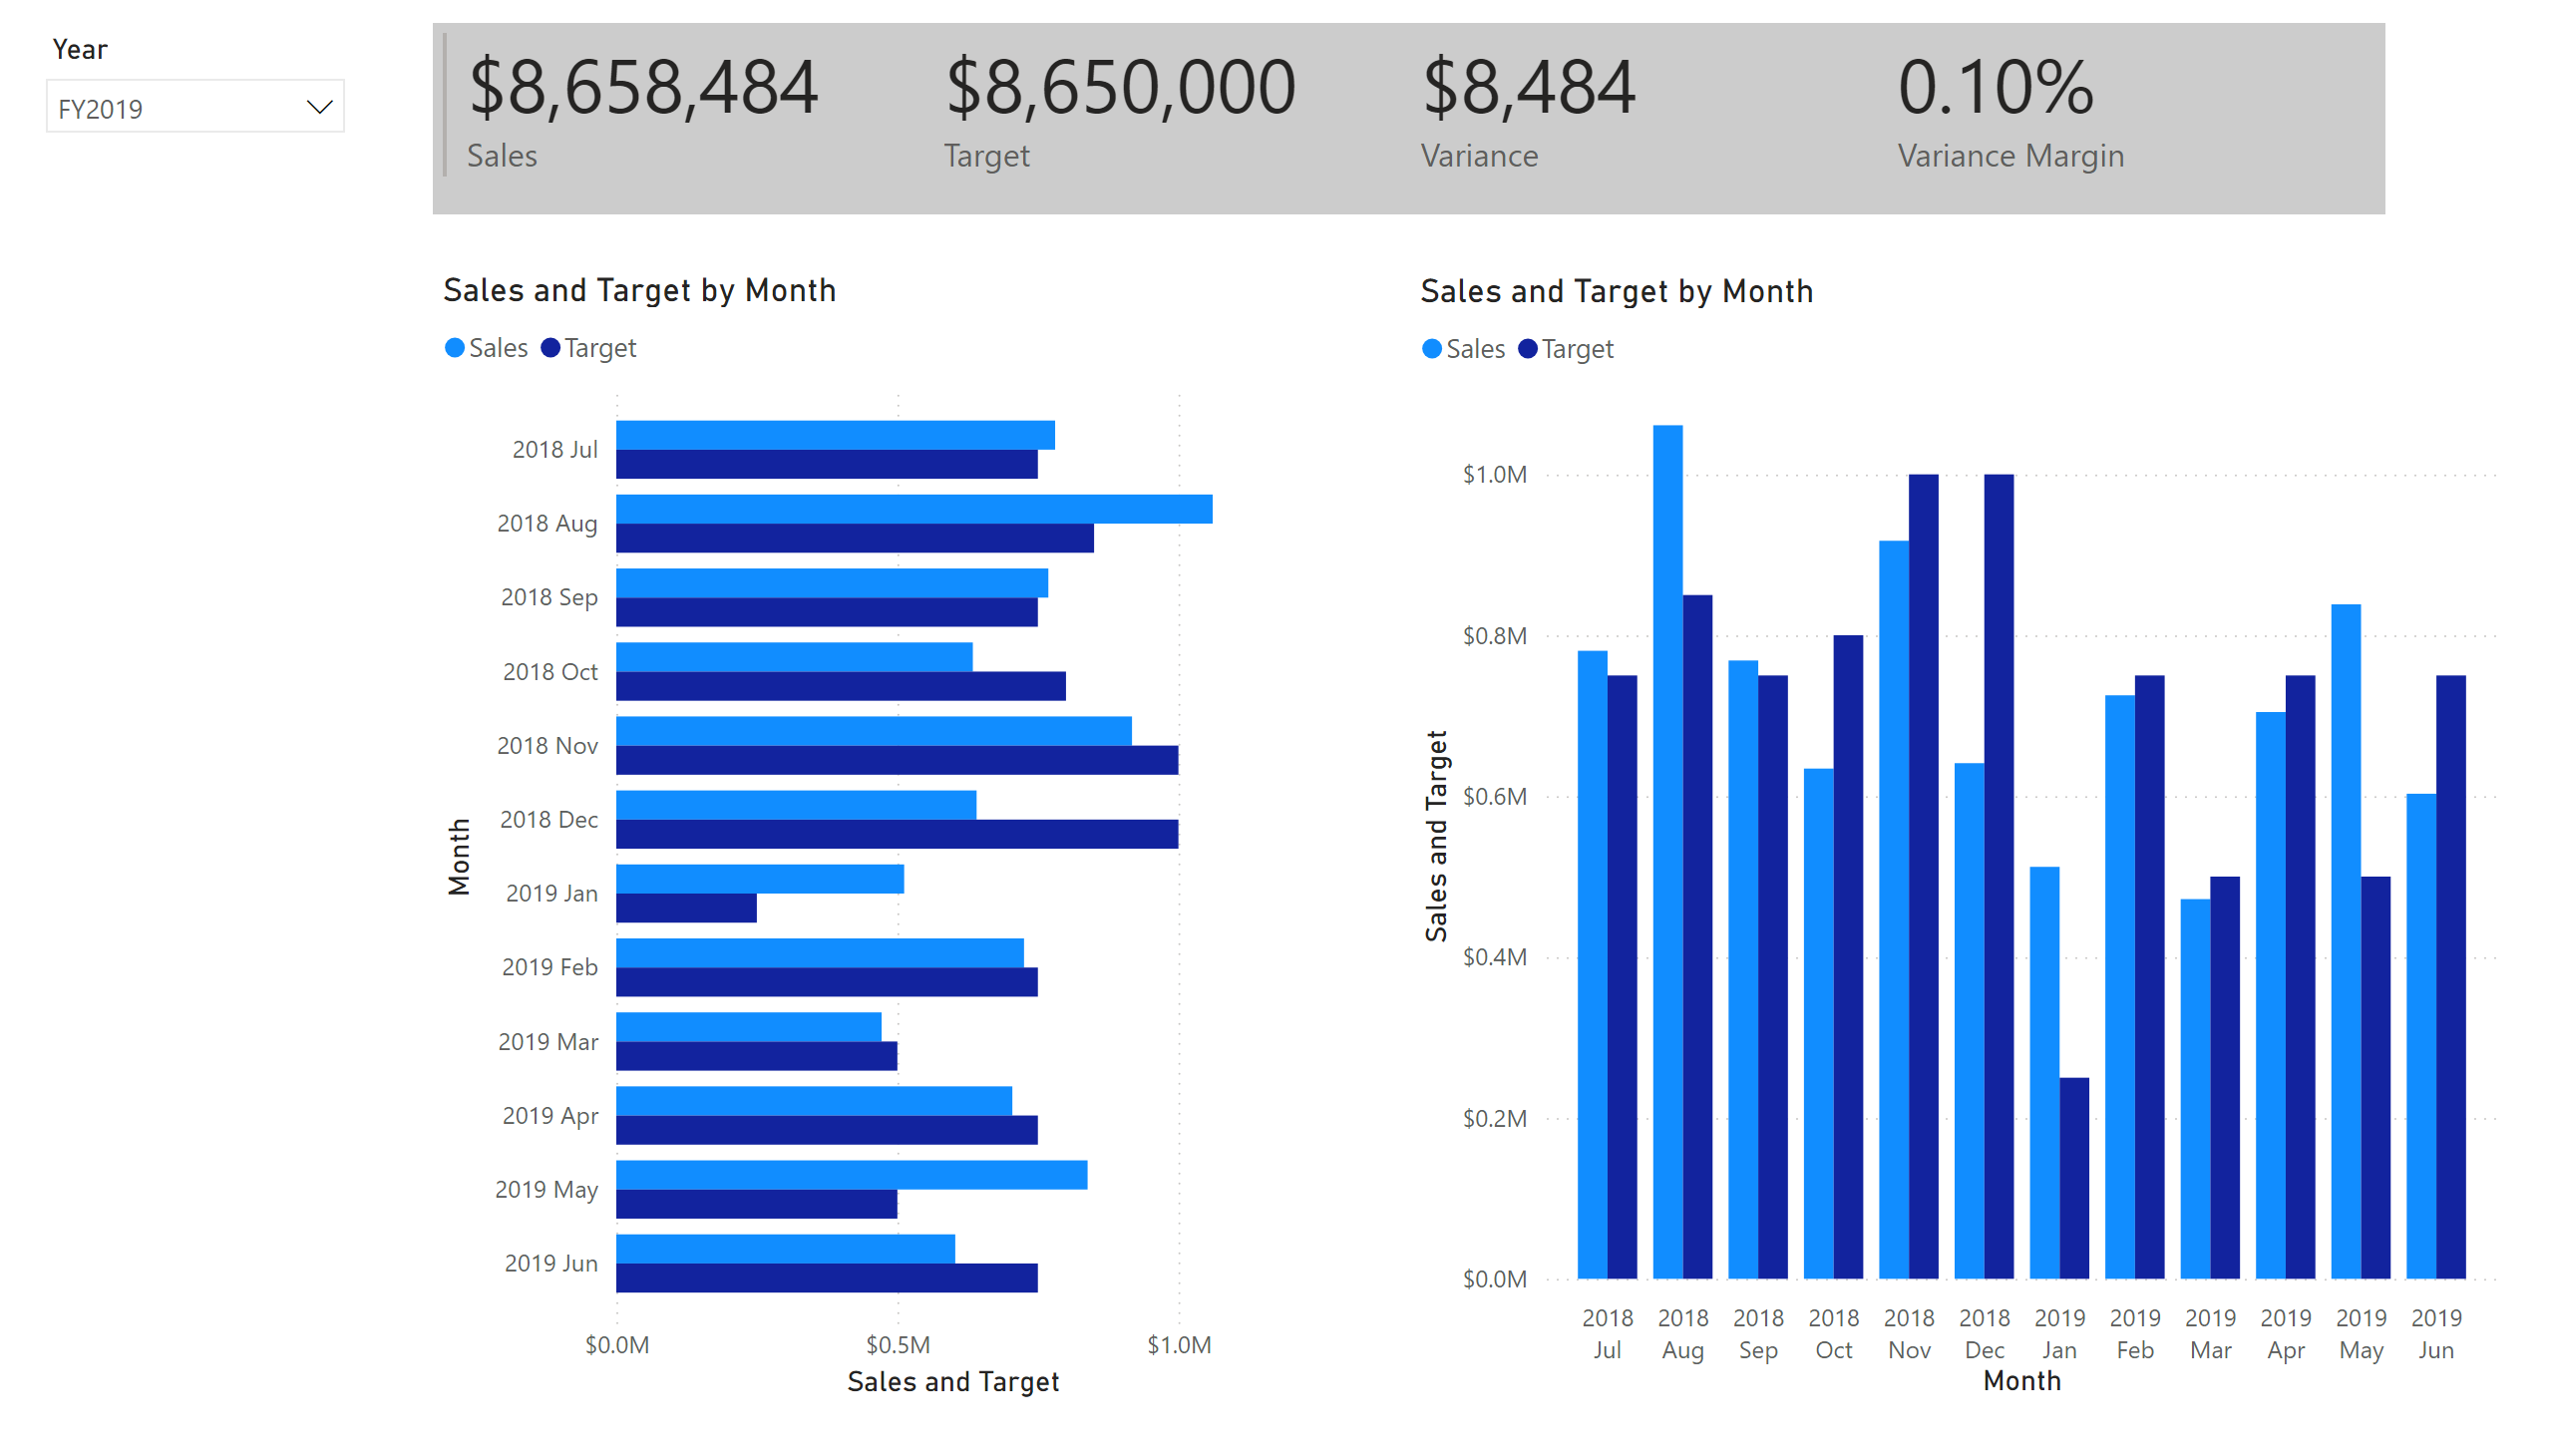 Year
FY2019
$8,658,484
Sales
$8,650,000
Target
$8,484
Variance
0.10%
Variance Margin
Sales and Target by Month
Sales Target
Month
2018 Jul
2018 Aug
2018 Sep
2018 Oct
2018 Nov
2018 Dec
2019 Jan
2019 Feb
2019 Mar
2019 Apr
2019 May
2019 Jun
$0.0M $0.5M $1.0M
Sales and Target
Sales and Target by Month
Sales Target
Sales and Target
$1.0M
$0.8M
$0.6M
$0.4M
$0.2M
$0.0M
2018 2018 2018 2018 2018 2018 2019 2019 2019 2019 2019 2019
Jul Aug Sep Oct Nov Dec Jan Feb Mar Apr May Jun
Month